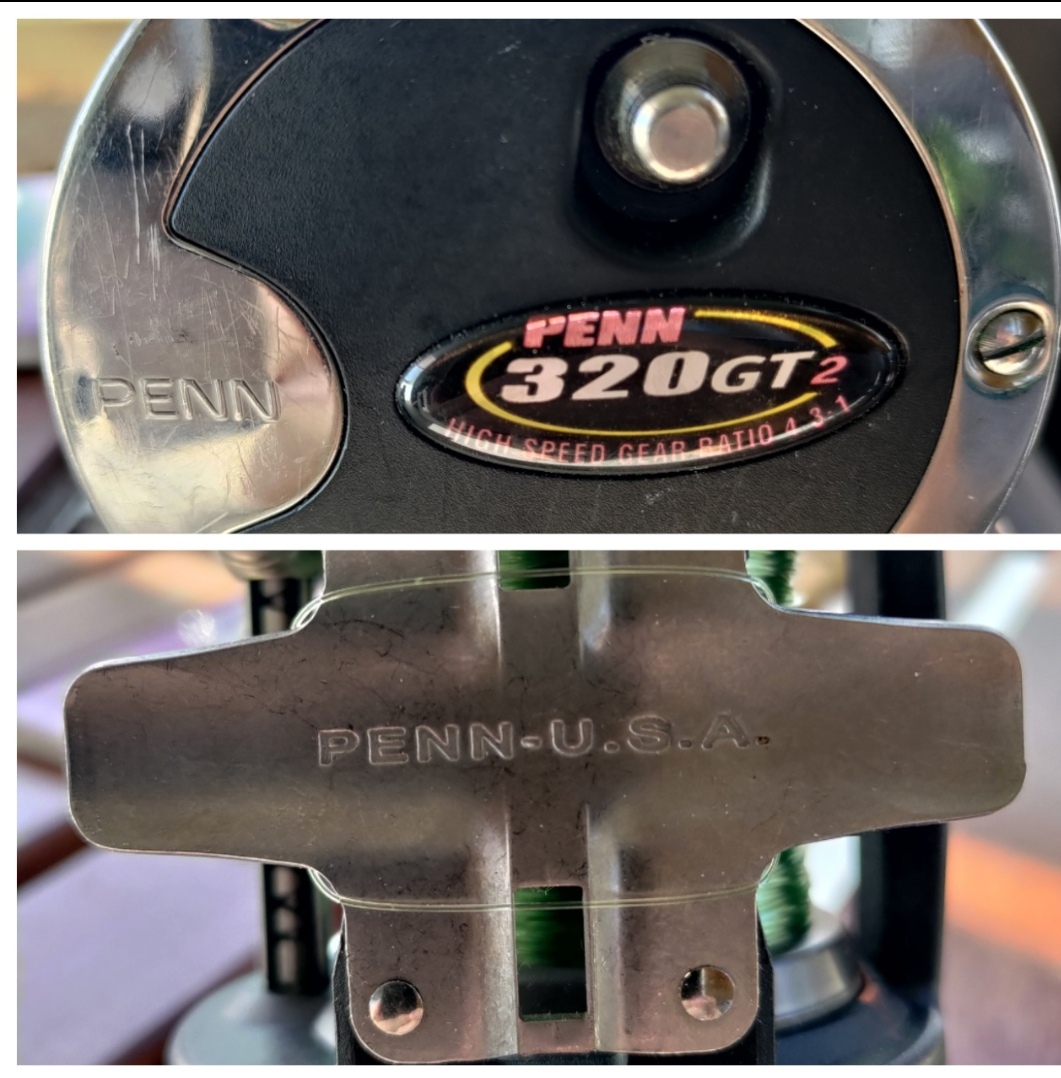 PENN
PENN
320GT2
HIGH SPEED GEAR RATIO 4.3-1
PENN-U.S.A.